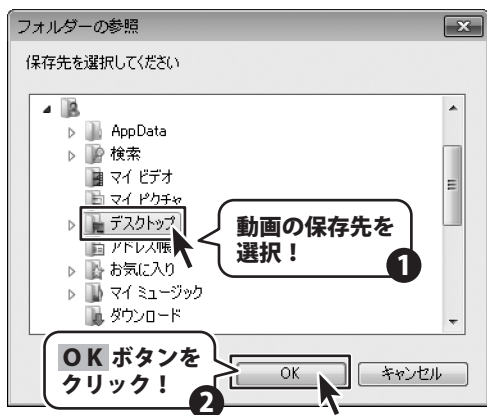 フォルダーの参照
保存先を選択してください
AppData
検索
マイ ビデオ
マイ ピクチャ
デスクトップ
アドレス帳
お気に入り
マイ ミュージック
ダウンロード
動画の保存先を
選択！
1
OK ボタンを
クリック！
2
OK
キャンセル